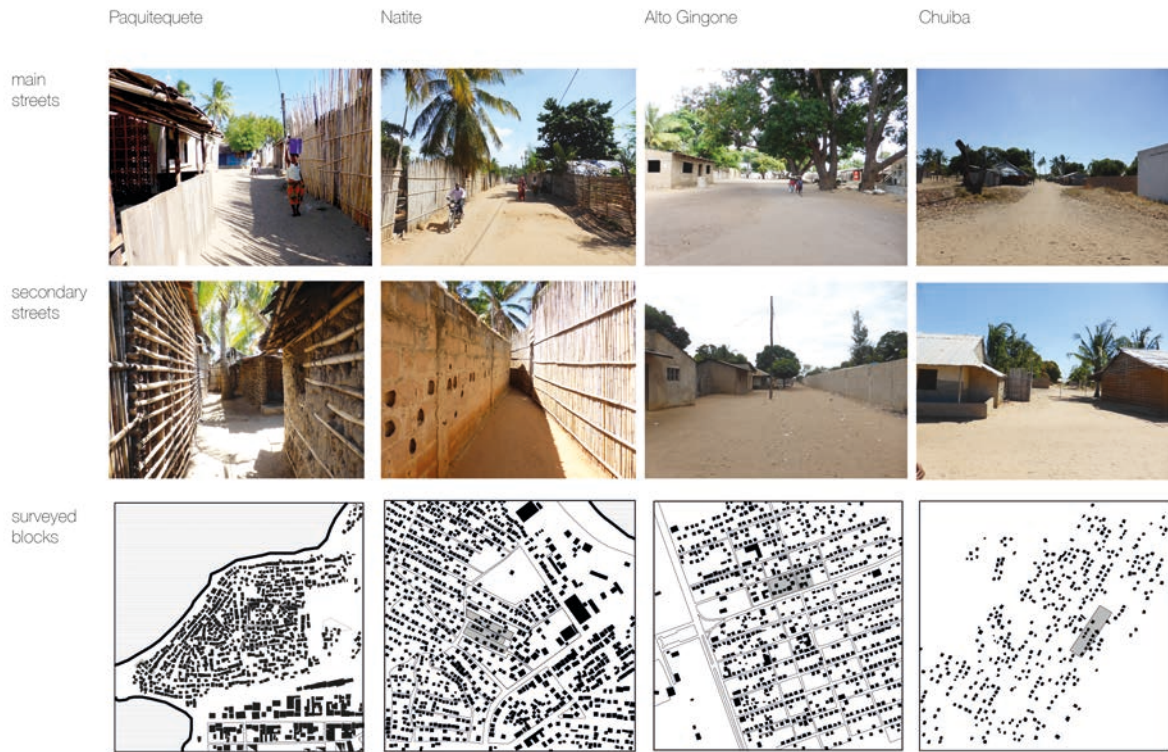 Paquitequete
Natite
Alto Gingone
Chuiba
main
streets
secondary
streets
surveyed
blocks